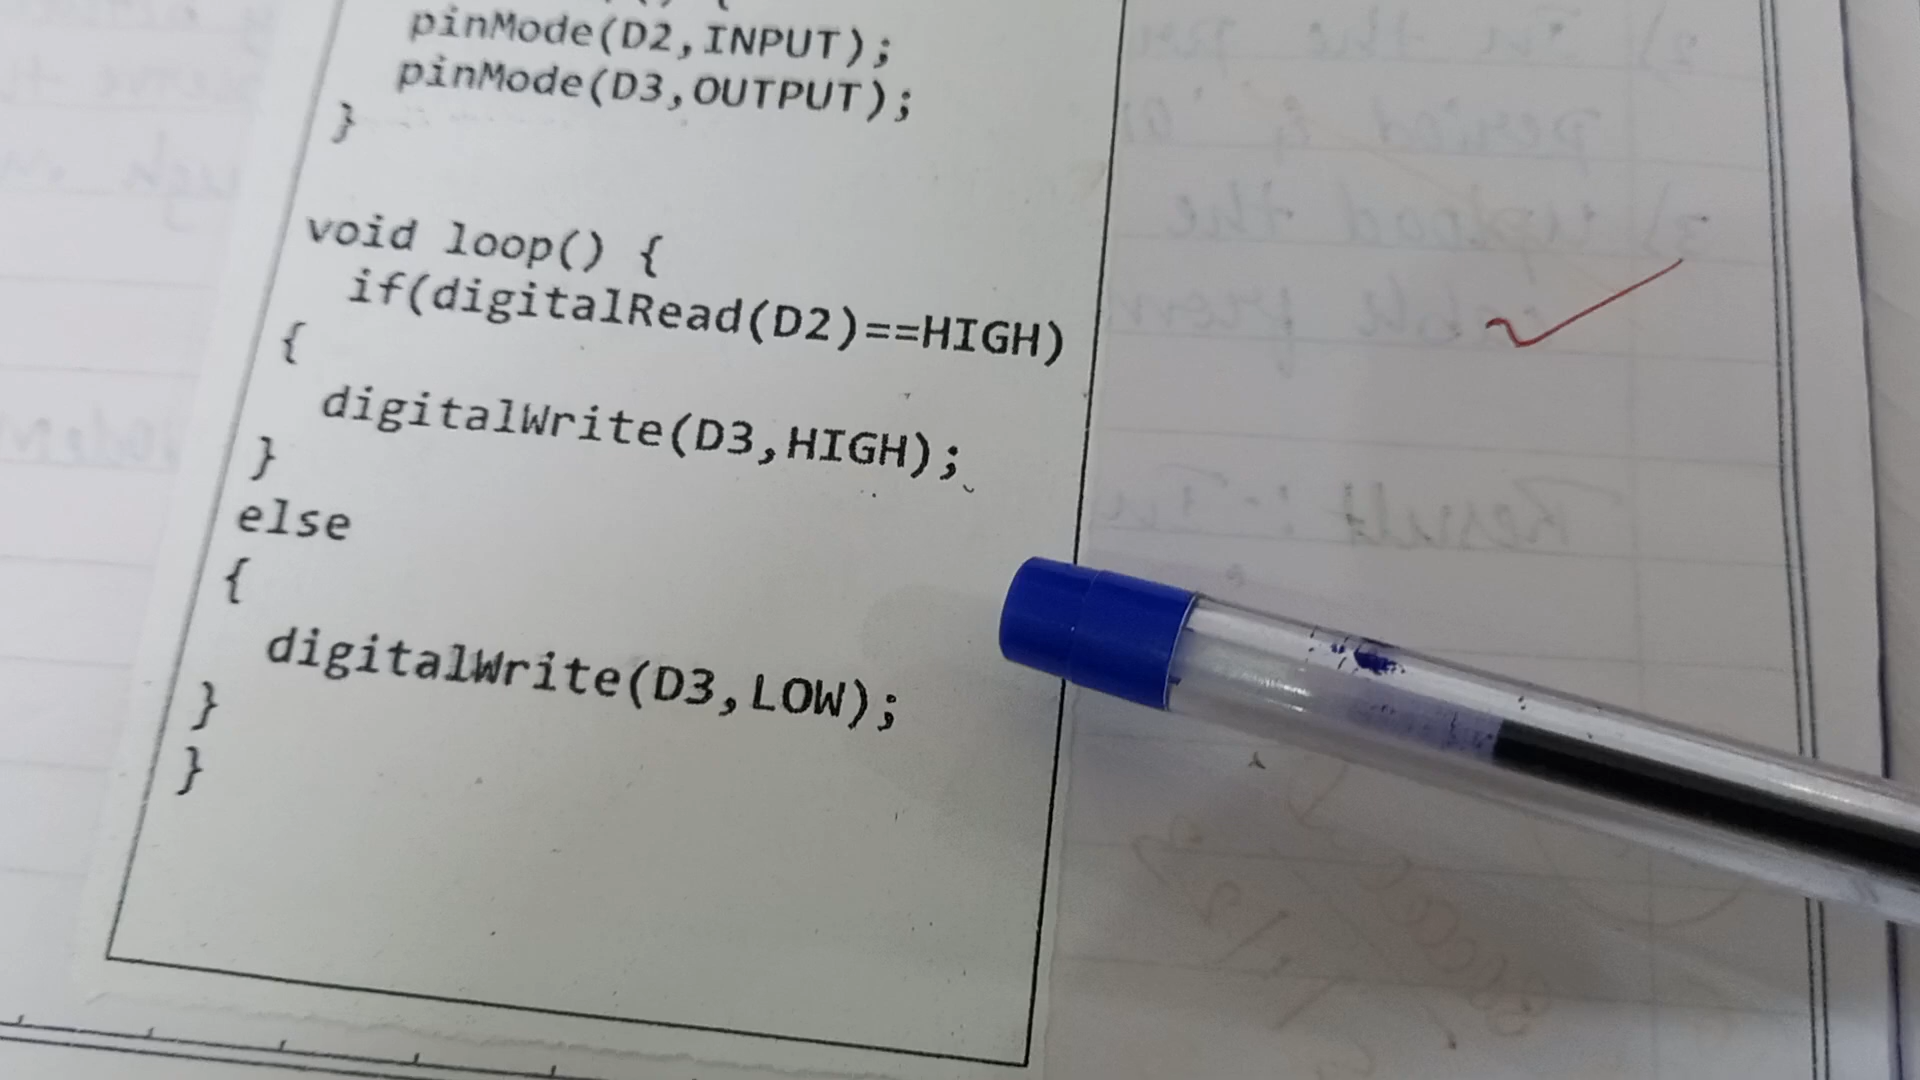 pinMode(D2,INPUT);
pinMode(D3,OUTPUT);
}
void loop() {
if(digitalRead(D2)==HIGH)
{
digitalWrite(D3,HIGH);
}
else
{
digitalWrite(D3,LOW);
}
}